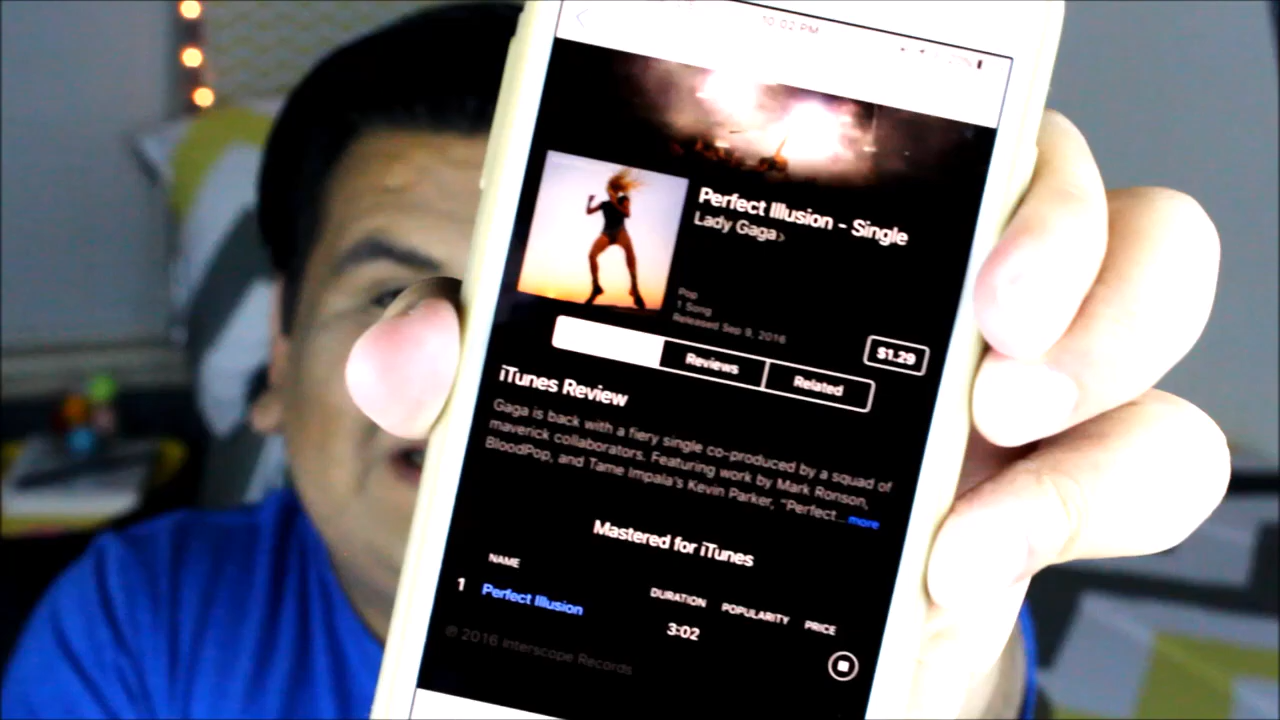 10:02 PM
Perfect Illusion - Single
Lady Gaga >
Pop
1 Song
Released Sep 9, 2016
$1.29
Reviews
Related
iTunes Review
Gaga is back with a fiery single co-produced by a squad of
maverick collaborators. Featuring work by Mark Ronson,
BloodPop, and Tame Impala's Kevin Parker, "Perfect... more
Mastered for iTunes
NAME DURATION POPULARITY PRICE
1 Perfect Illusion 3:02
℗ 2016 Interscope Records